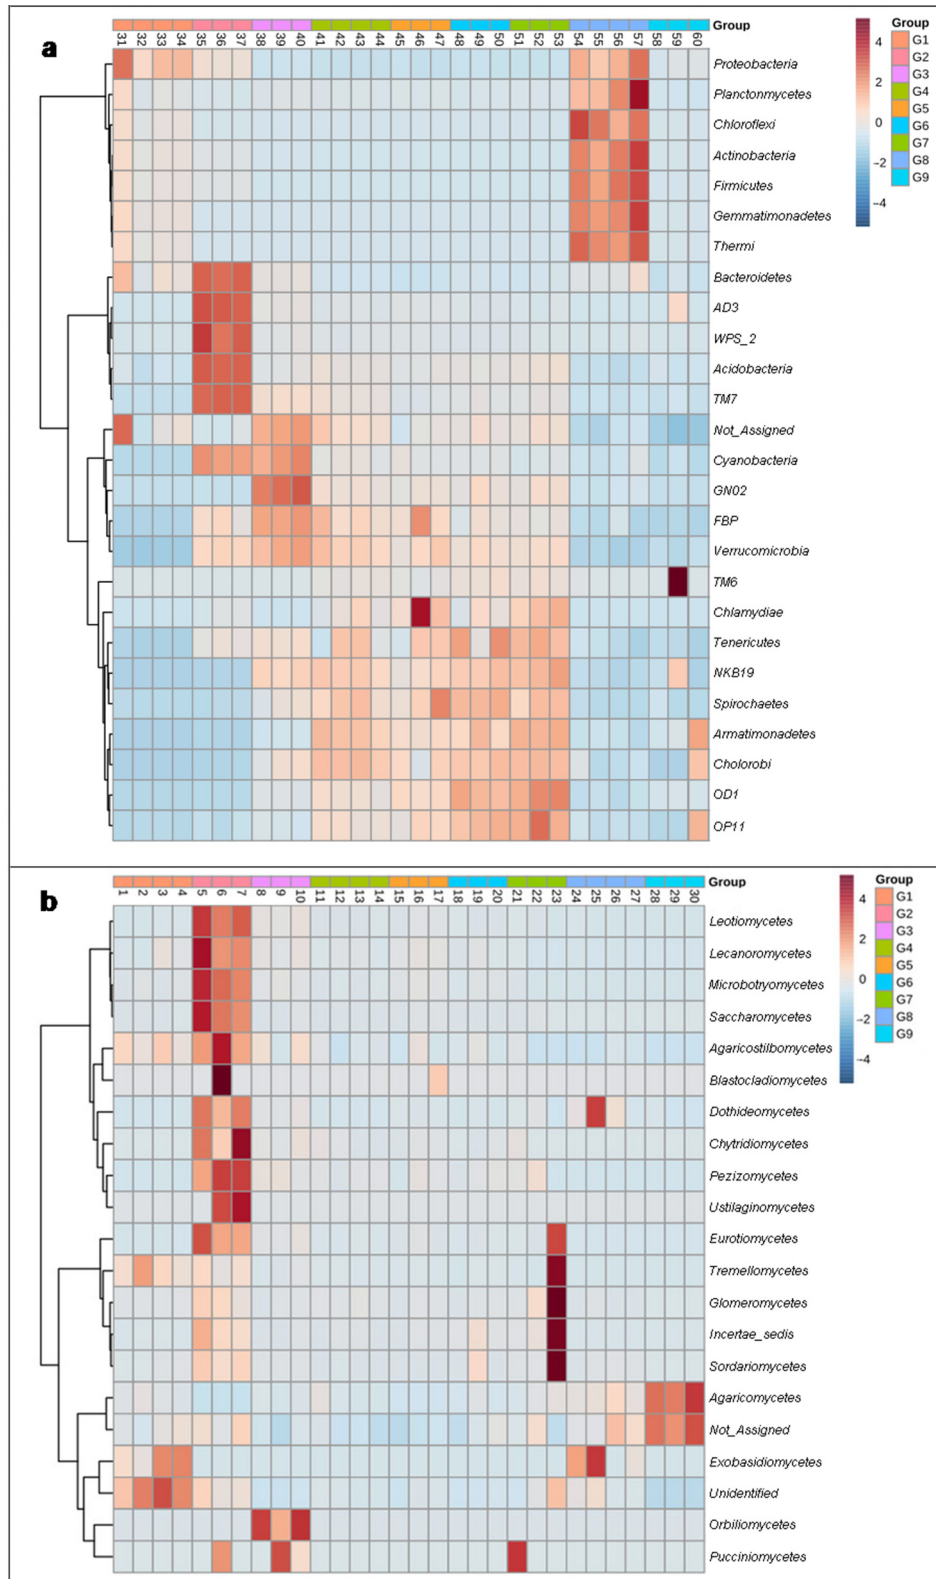 a
Group
31 32 33 34 35 36 37 38 39 40 41 42 43 44 45 46 47 48 49 50 51 52 53 54 55 56 57 58 59 60
Proteobacteria
Planctonmycetes
Chloroflexi
Actinobacteria
Firmicutes
Gemmatimonadetes
Thermi
Bacteroidetes
AD3
WPS_2
Acidobacteria
TM7
Not_Assigned
Cyanobacteria
GN02
FBP
Verrucomicrobia
TM6
Chlamydiae
Tenericutes
NKB19
Spirochaetes
Armatimonadetes
Cholorobi
OD1
OP11
4
2
0
−2
−4
Group
G1
G2
G3
G4
G5
G6
G7
G8
G9
b
Group
1 2 3 4 5 6 7 8 9 10 11 12 13 14 15 16 17 18 19 20 21 22 23 24 25 26 27 28 29 30
Leotiomycetes
Lecanoromycetes
Microbotryomycetes
Saccharomycetes
Agaricostilbomycetes
Blastocladiomycetes
Dothideomycetes
Chytridiomycetes
Pezizomycetes
Ustilaginomycetes
Eurotiomycetes
Tremellomycetes
Glomeromycetes
Incertae_sedis
Sordariomycetes
Agaricomycetes
Not_Assigned
Exobasidiomycetes
Unidentified
Orbiliomycetes
Pucciniomycetes
4
2
0
−2
−4
Group
G1
G2
G3
G4
G5
G6
G7
G8
G9